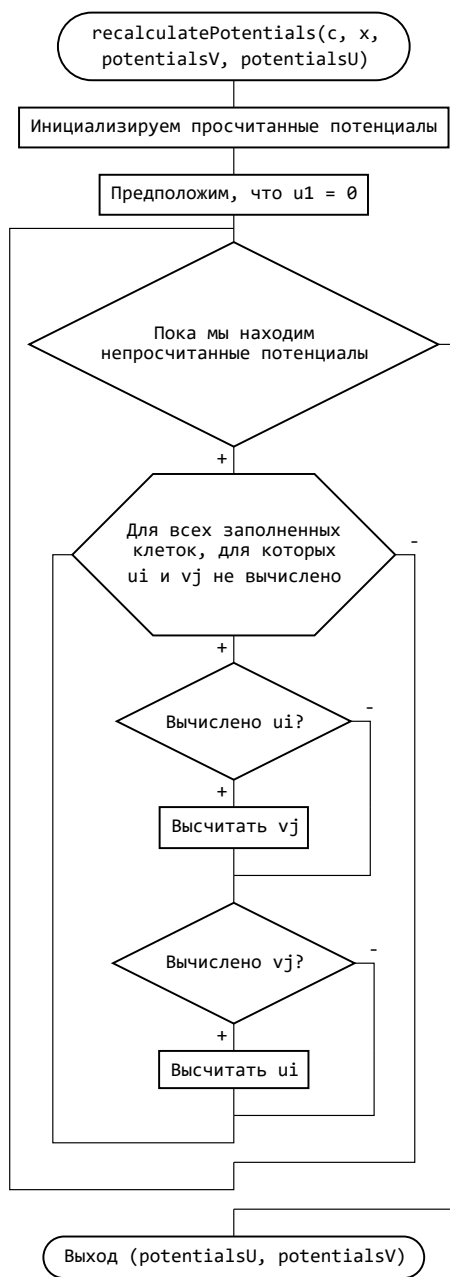 recalculatePotentials(c, x,
potentialsV, potentialsU)
Инициализируем просчитанные потенциалы
Предположим, что u1 = 0
Пока мы находим
непросчитанные потенциалы
+
Для всех заполненных
клеток, для которых
ui и vj не вычислено
-
+
Вычислено ui?
-
+
Высчитать vj
Вычислено vj?
-
+
Высчитать ui
Выход (potentialsU, potentialsV)